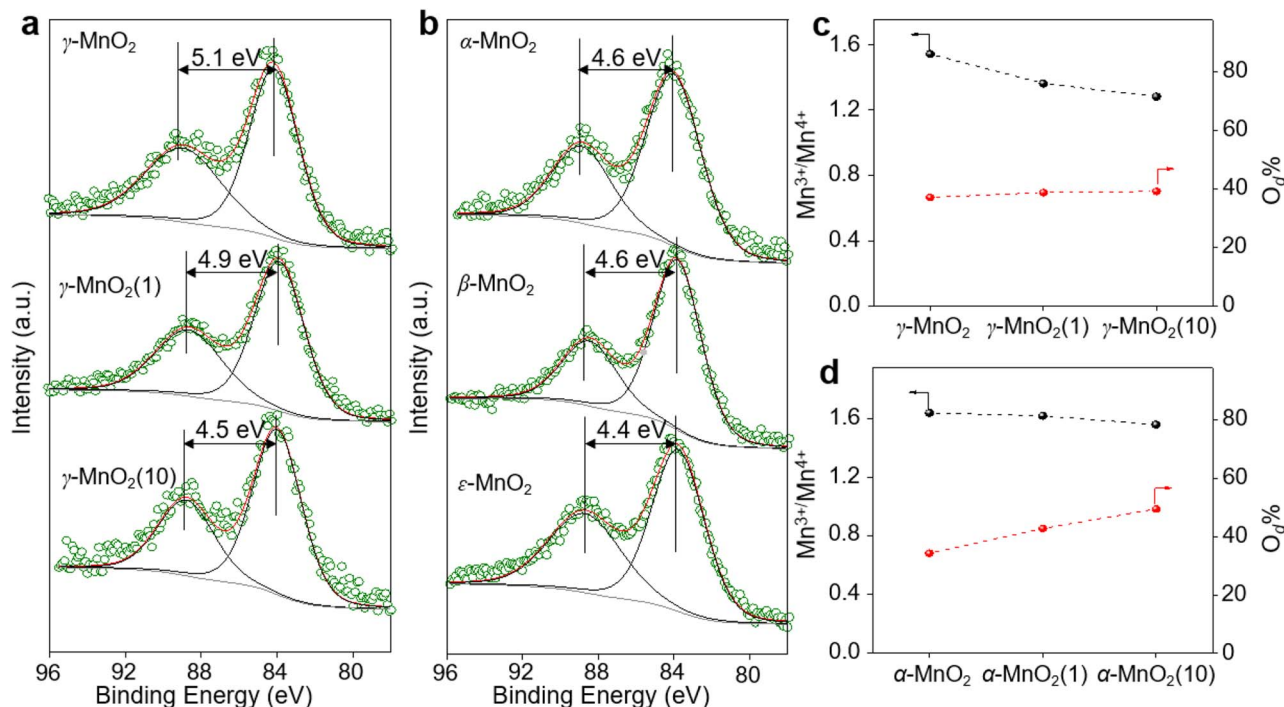 a
γ-MnO2
5.1 eV
γ-MnO2(1)
4.9 eV
γ-MnO2(10)
4.5 eV
Intensity (a.u.)
96 92 88 84 80
Binding Energy (eV)
b
α-MnO2
4.6 eV
β-MnO2
4.6 eV
ε-MnO2
4.4 eV
Intensity (a.u.)
96 92 88 84 80
Binding Energy (eV)
c
1.6
1.2
0.8
0.4
0.0
Mn3+/Mn4+
80
60
40
20
0
Od%
γ-MnO2 γ-MnO2(1) γ-MnO2(10)
d
1.6
1.2
0.8
0.4
0.0
Mn3+/Mn4+
80
60
40
20
0
Od%
α-MnO2 α-MnO2(1) α-MnO2(10)